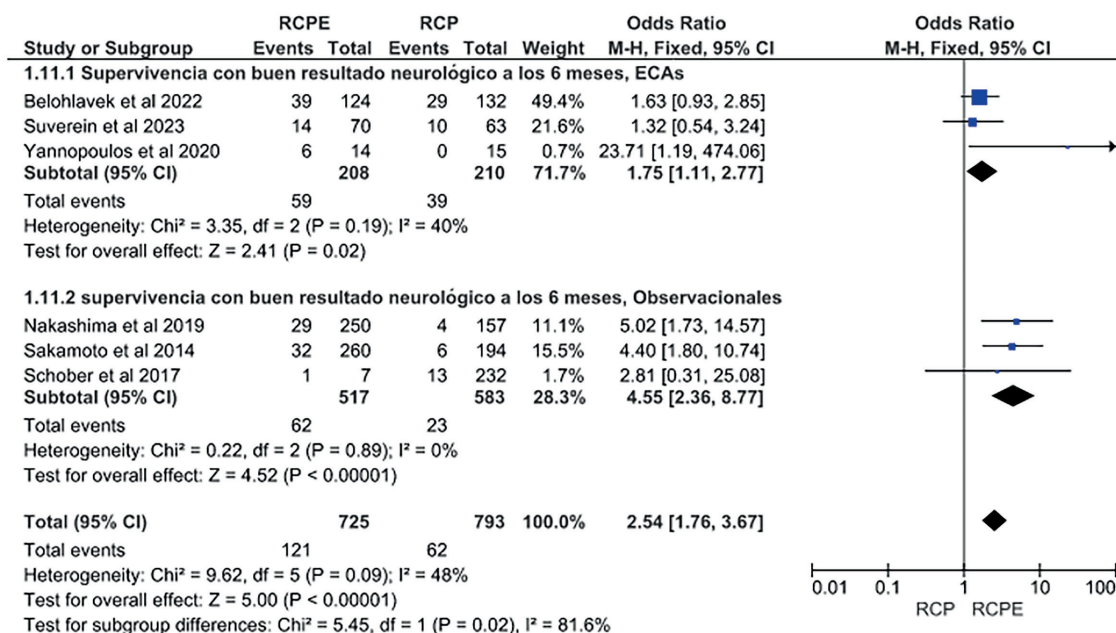 RCPE RCP Odds Ratio Odds Ratio
Study or Subgroup Events Total Events Total Weight M-H, Fixed, 95% CI M-H, Fixed, 95% CI
1.11.1 Supervivencia con buen resultado neurológico a los 6 meses, ECAs
Belohlavek et al 2022 39 124 29 132 49.4% 1.63 [0.93, 2.85]
Suverein et al 2023 14 70 10 63 21.6% 1.32 [0.54, 3.24]
Yannopoulos et al 2020 6 14 0 15 0.7% 23.71 [1.19, 474.06]
Subtotal (95% CI) 208 210 71.7% 1.75 [1.11, 2.77]
Total events 59 39
Heterogeneity: Chi² = 3.35, df = 2 (P = 0.19); I² = 40%
Test for overall effect: Z = 2.41 (P = 0.02)
1.11.2 supervivencia con buen resultado neurológico a los 6 meses, Observacionales
Nakashima et al 2019 29 250 4 157 11.1% 5.02 [1.73, 14.57]
Sakamoto et al 2014 32 260 6 194 15.5% 4.40 [1.80, 10.74]
Schober et al 2017 1 7 13 232 1.7% 2.81 [0.31, 25.08]
Subtotal (95% CI) 517 583 28.3% 4.55 [2.36, 8.77]
Total events 62 23
Heterogeneity: Chi² = 0.22, df = 2 (P = 0.89); I² = 0%
Test for overall effect: Z = 4.52 (P < 0.00001)
Total (95% CI) 725 793 100.0% 2.54 [1.76, 3.67]
Total events 121 62
Heterogeneity: Chi² = 9.62, df = 5 (P = 0.09); I² = 48%
Test for overall effect: Z = 5.00 (P < 0.00001)
Test for subgroup differences: Chi² = 5.45, df = 1 (P = 0.02), I² = 81.6%
0.01 0.1 1 10 100
RCP RCPE